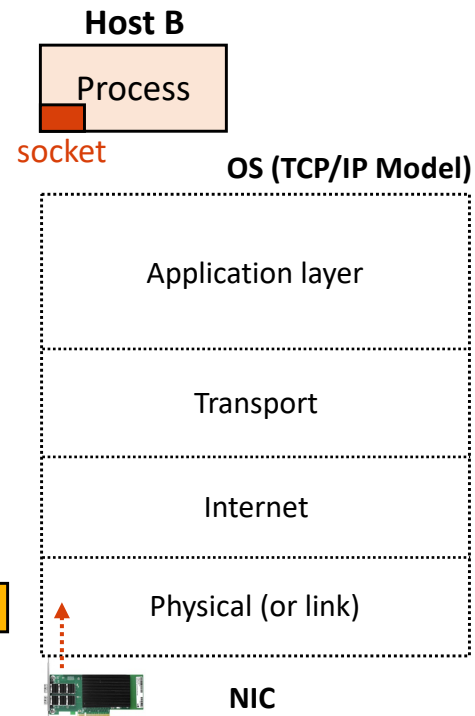 Host B
Process
socket
OS (TCP/IP Model)
Application layer
Transport
Internet
Physical (or link)
NIC